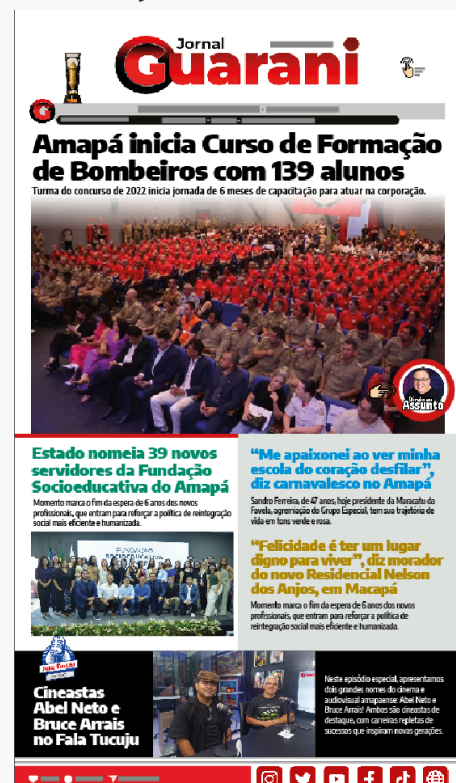 Jornal
Guarani
Amapá inicia Curso de Formação
de Bombeiros com 139 alunos
Turma do concurso de 2022 inicia jornada de 6 meses de capacitação para atuar na corporação.
Assunto
Estado nomeia 39 novos
servidores da Fundação
Socioeducativa do Amapá
Momento marca o fim da espera de 6 anos dos novos
profissionais, que entram para reforçar a política de reintegração
social mais eficiente e humanizada.
FUNDAÇÃO
SOCIOEDUCATIVA
“Me apaixonei ao ver minha
escola do coração desfilar”,
diz carnavalesco no Amapá
Sandro Ferreira, de 47 anos, hoje presidente da Maracatu da
Favela, agremiação do Grupo Especial, tem sua trajetória de
vida em tons verde e rosa.
“Felicidade é ter um lugar
digno para viver”, diz morador
do novo Residencial Nelson
dos Anjos, em Macapá
Momento marca o fim da espera de 6 anos dos novos
profissionais, que entram para reforçar a política de
reintegração social mais eficiente e humanizada.
Fala Tucujú
Cineastas
Abel Neto e
Bruce Arrais
no Fala Tucuju
Neste episódio especial, apresentamos
dois grandes nomes do cinema e
audiovisual amapaense: Abel Neto e
Bruce Arrai! Ambos são cineastas de
destaque, com carreiras repletas de
sucessos que inspiram novas gerações.